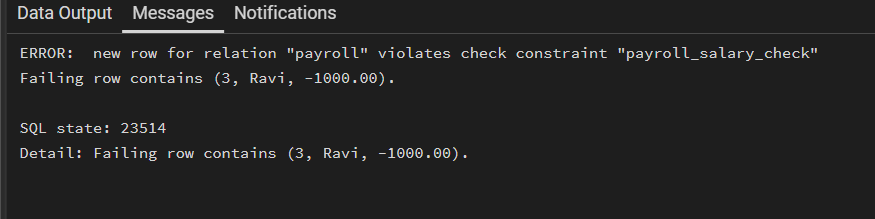 Data Output Messages Notifications
ERROR:  new row for relation "payroll" violates check constraint "payroll_salary_check"
Failing row contains (3, Ravi, -1000.00).
SQL state: 23514
Detail: Failing row contains (3, Ravi, -1000.00).